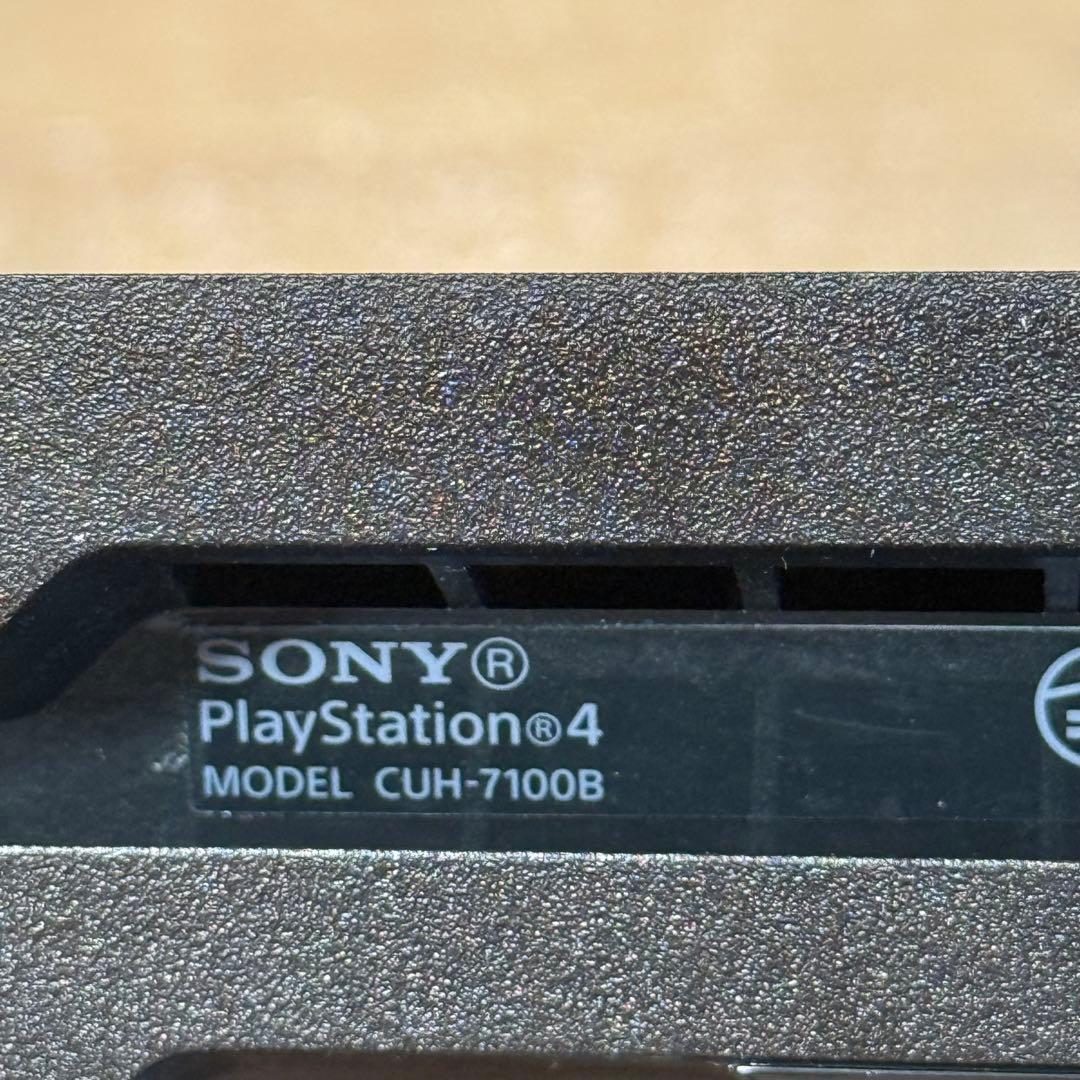 SONY®
PlayStation®4
MODEL CUH-7100B